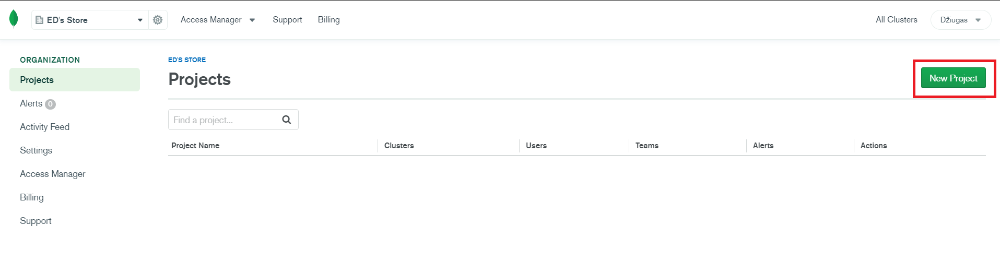 ED's Store Access Manager Support Billing All Clusters Džiugas
ORGANIZATION
Projects
Alerts 0
Activity Feed
Settings
Access Manager
Billing
Support
ED'S STORE
Projects
New Project
Find a project...
Project Name Clusters Users Teams Alerts Actions